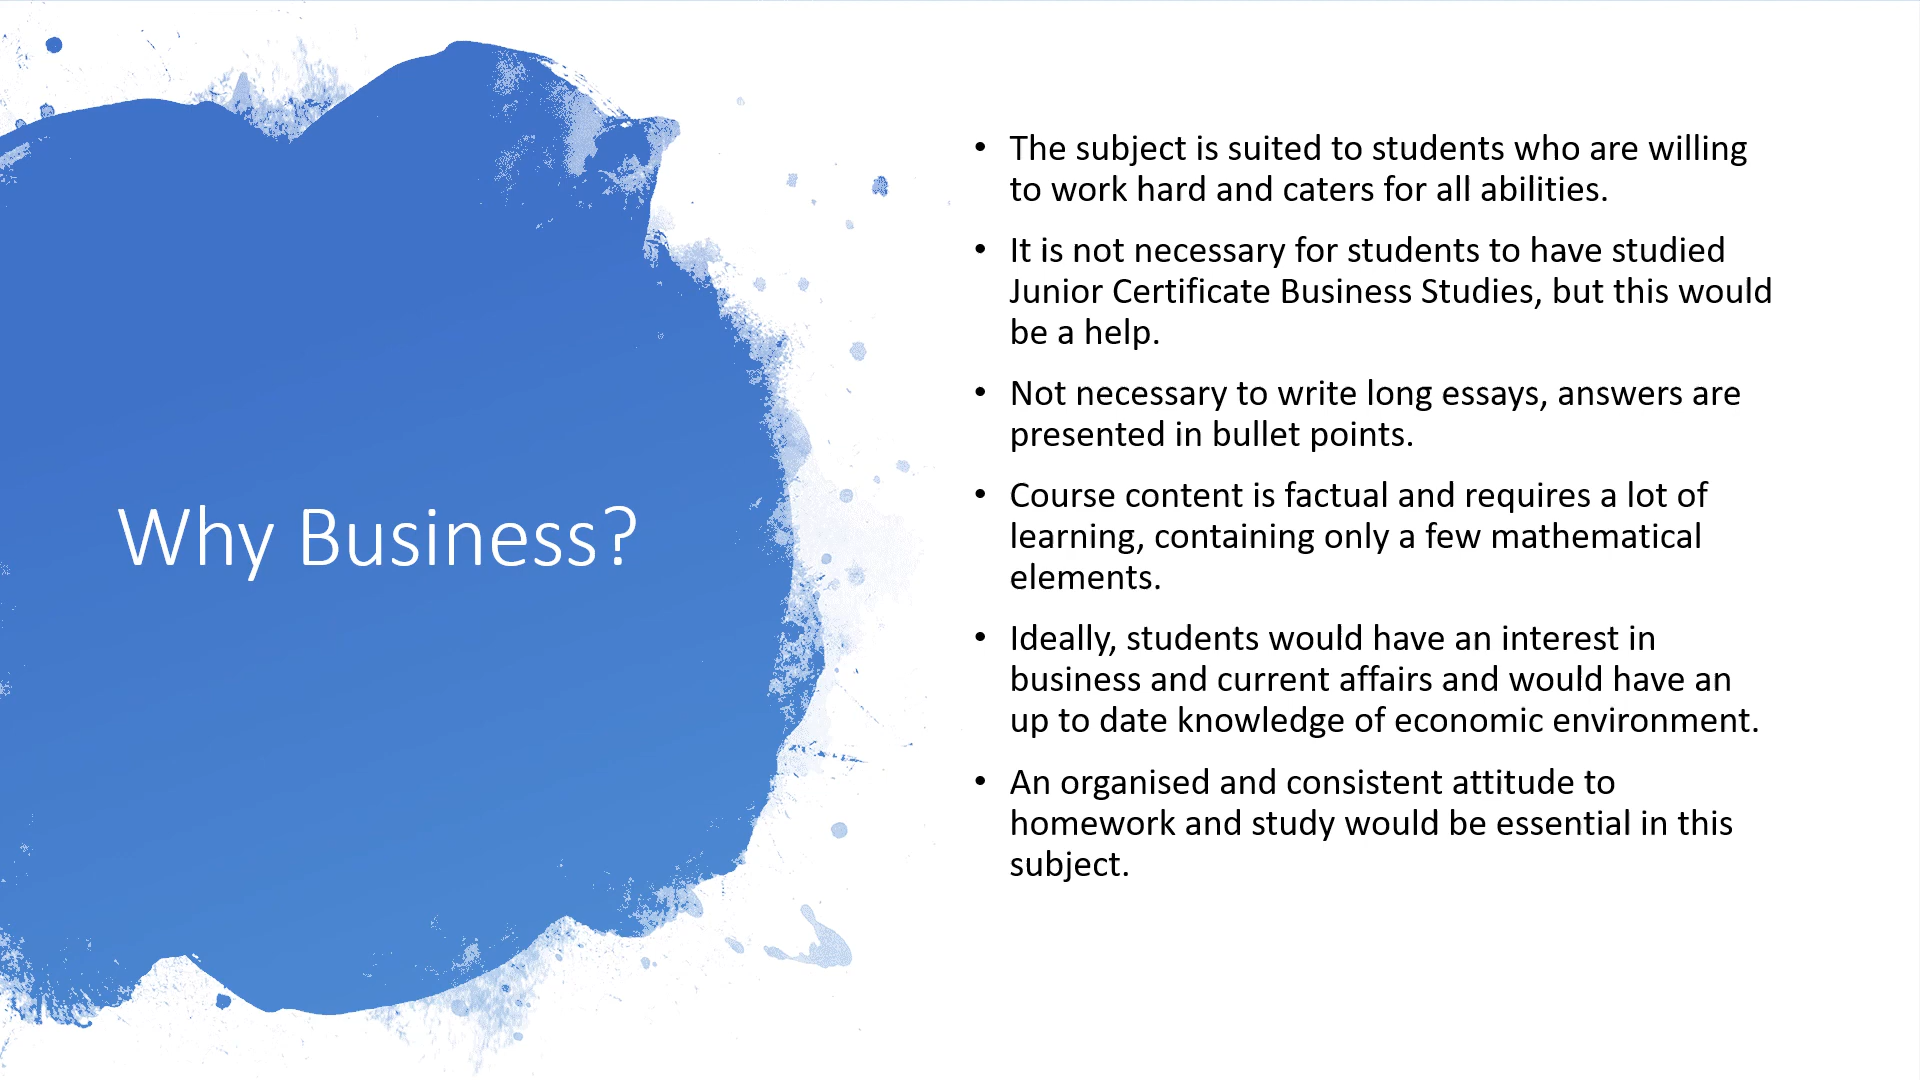 Why Business?
• The subject is suited to students who are willing
to work hard and caters for all abilities.
• It is not necessary for students to have studied
Junior Certificate Business Studies, but this would
be a help.
• Not necessary to write long essays, answers are
presented in bullet points.
• Course content is factual and requires a lot of
learning, containing only a few mathematical
elements.
• Ideally, students would have an interest in
business and current affairs and would have an
up to date knowledge of economic environment.
• An organised and consistent attitude to
homework and study would be essential in this
subject.